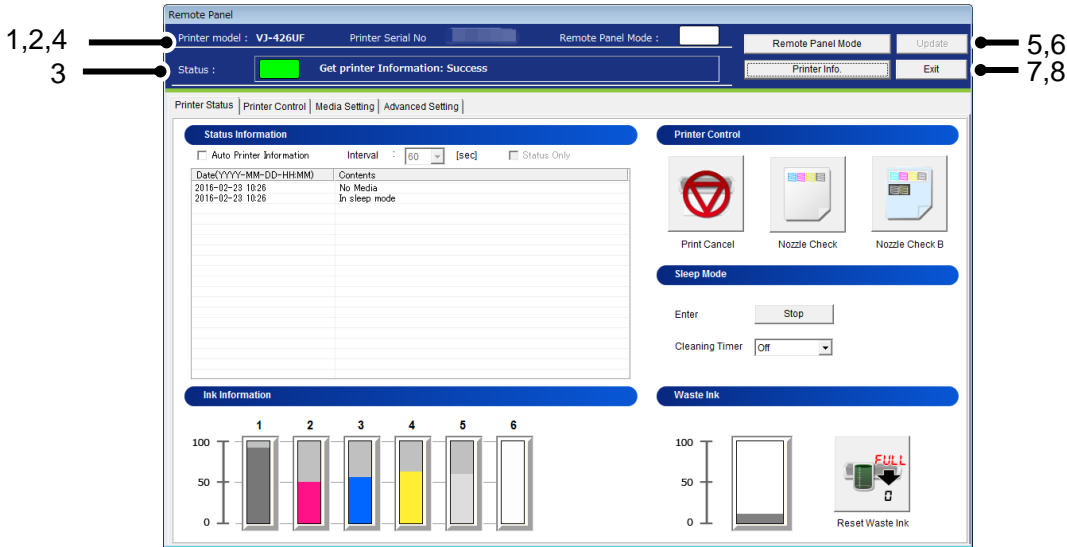 Remote Panel
1,2,4
Printer model : VJ-426UF Printer Serial No Remote Panel Mode :
Remote Panel Mode Update
5,6
3
Status : Get printer Information: Success
Printer Info. Exit
7,8
Printer Status Printer Control Media Setting Advanced Setting
Status Information
Printer Control
Auto Printer Information Interval : 60 [sec] Status Only
Date(YYYY-MM-DD-HH:MM) Contents
2016-02-23 10:26 No Media
2016-02-23 10:26 In sleep mode
Print Cancel Nozzle Check Nozzle Check B
Sleep Mode
Enter Stop
Cleaning Timer Off
Ink Information
Waste Ink
1 2 3 4 5 6
100
50
0
100
50
0
FULL
0
Reset Waste Ink